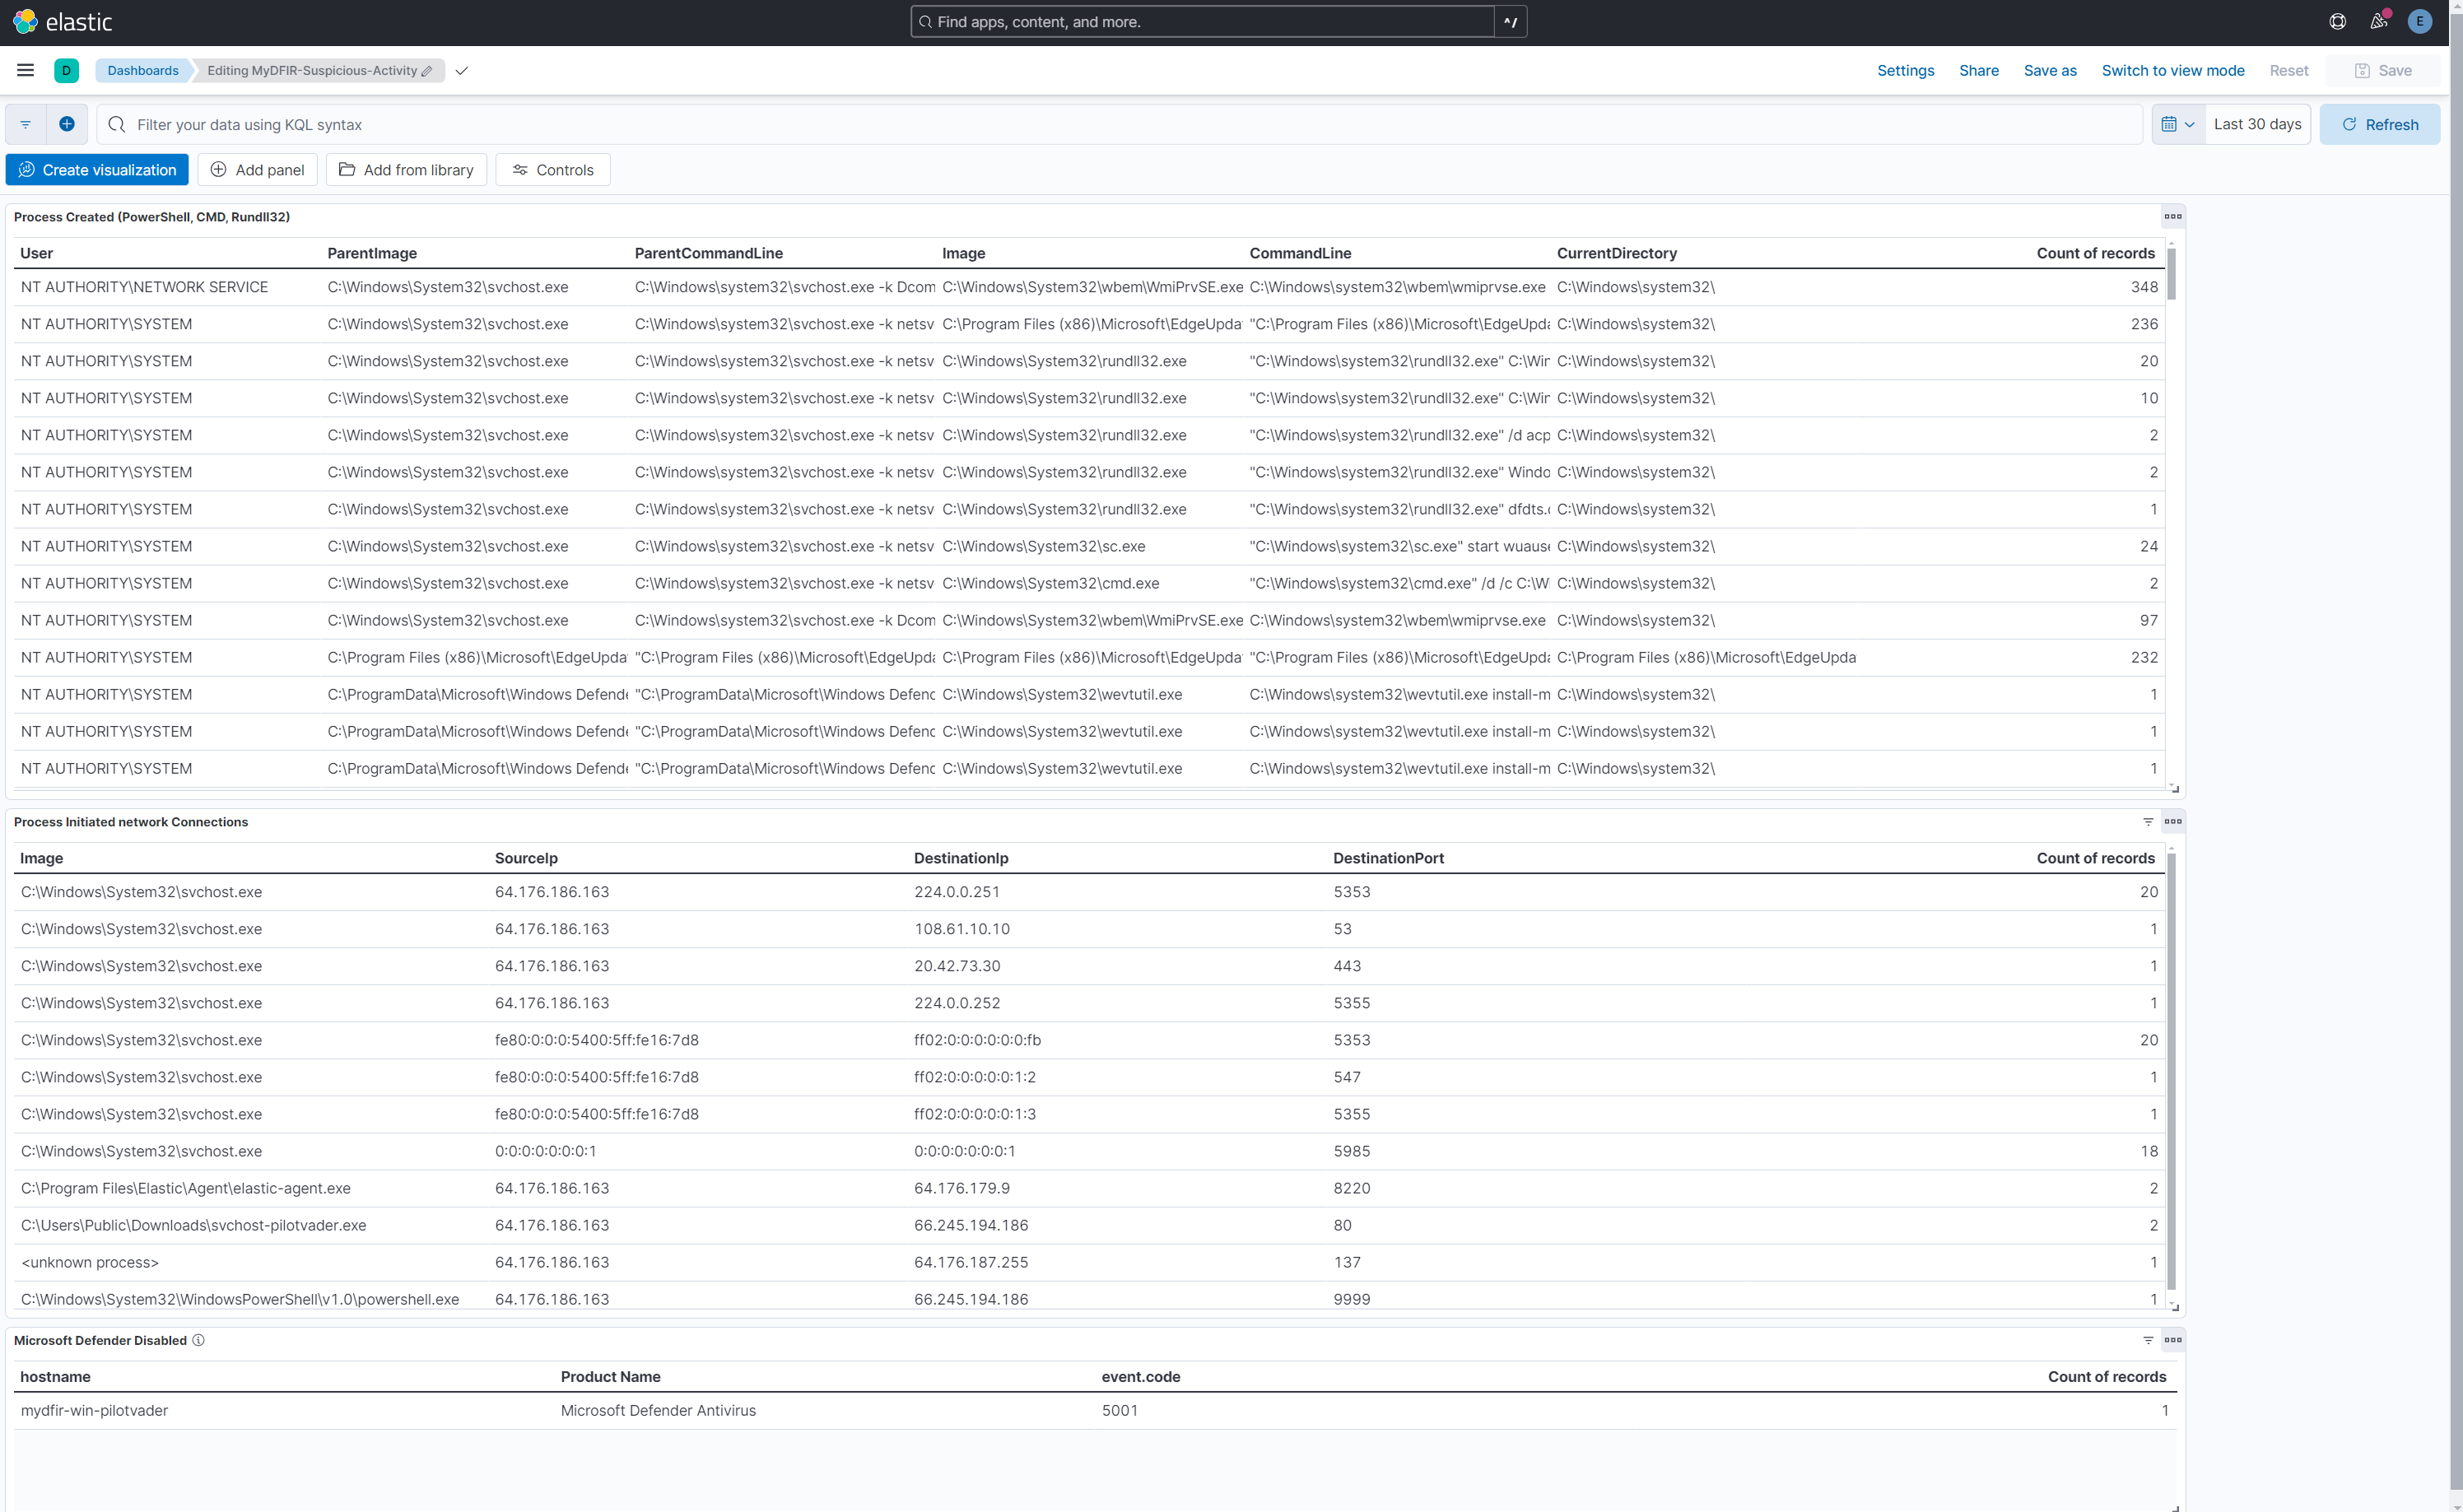 elastic
Find apps, content, and more.
^/
E
D
Dashboards
Editing MyDFIR-Suspicious-Activity
Settings
Share
Save as
Switch to view mode
Reset
Save
Filter your data using KQL syntax
Last 30 days
Refresh
Create visualization
Add panel
Add from library
Controls
Process Created (PowerShell, CMD, Rundll32)
User ParentImage ParentCommandLine Image CommandLine CurrentDirectory Count of records
NT AUTHORITY\NETWORK SERVICE C:\Windows\System32\svchost.exe C:\Windows\system32\svchost.exe -k Dcom C:\Windows\System32\wbem\WmiPrvSE.exe C:\Windows\system32\wbem\wmiprvse.exe C:\Windows\system32\ 348
NT AUTHORITY\SYSTEM C:\Windows\System32\svchost.exe C:\Windows\system32\svchost.exe -k netsv C:\Program Files (x86)\Microsoft\EdgeUpda "C:\Program Files (x86)\Microsoft\EdgeUpda C:\Windows\system32\ 236
NT AUTHORITY\SYSTEM C:\Windows\System32\svchost.exe C:\Windows\system32\svchost.exe -k netsv C:\Windows\System32\rundll32.exe "C:\Windows\system32\rundll32.exe" C:\Win C:\Windows\system32\ 20
NT AUTHORITY\SYSTEM C:\Windows\System32\svchost.exe C:\Windows\system32\svchost.exe -k netsv C:\Windows\System32\rundll32.exe "C:\Windows\system32\rundll32.exe" C:\Win C:\Windows\system32\ 10
NT AUTHORITY\SYSTEM C:\Windows\System32\svchost.exe C:\Windows\system32\svchost.exe -k netsv C:\Windows\System32\rundll32.exe "C:\Windows\system32\rundll32.exe" /d acp C:\Windows\system32\ 2
NT AUTHORITY\SYSTEM C:\Windows\System32\svchost.exe C:\Windows\system32\svchost.exe -k netsv C:\Windows\System32\rundll32.exe "C:\Windows\system32\rundll32.exe" Windo C:\Windows\system32\ 2
NT AUTHORITY\SYSTEM C:\Windows\System32\svchost.exe C:\Windows\system32\svchost.exe -k netsv C:\Windows\System32\rundll32.exe "C:\Windows\system32\rundll32.exe" dfdts. C:\Windows\system32\ 1
NT AUTHORITY\SYSTEM C:\Windows\System32\svchost.exe C:\Windows\system32\svchost.exe -k netsv C:\Windows\System32\sc.exe "C:\Windows\system32\sc.exe" start wuause C:\Windows\system32\ 24
NT AUTHORITY\SYSTEM C:\Windows\System32\svchost.exe C:\Windows\system32\svchost.exe -k netsv C:\Windows\System32\cmd.exe "C:\Windows\system32\cmd.exe" /d /c C:\W C:\Windows\system32\ 2
NT AUTHORITY\SYSTEM C:\Windows\System32\svchost.exe C:\Windows\system32\svchost.exe -k Dcom C:\Windows\System32\wbem\WmiPrvSE.exe C:\Windows\system32\wbem\wmiprvse.exe C:\Windows\system32\ 97
NT AUTHORITY\SYSTEM C:\Program Files (x86)\Microsoft\EdgeUpda "C:\Program Files (x86)\Microsoft\EdgeUpda C:\Program Files (x86)\Microsoft\EdgeUpda "C:\Program Files (x86)\Microsoft\EdgeUpda C:\Program Files (x86)\Microsoft\EdgeUpda 232
NT AUTHORITY\SYSTEM C:\ProgramData\Microsoft\Windows Defende "C:\ProgramData\Microsoft\Windows Defenc C:\Windows\System32\wevtutil.exe C:\Windows\system32\wevtutil.exe install-m C:\Windows\system32\ 1
NT AUTHORITY\SYSTEM C:\ProgramData\Microsoft\Windows Defende "C:\ProgramData\Microsoft\Windows Defenc C:\Windows\System32\wevtutil.exe C:\Windows\system32\wevtutil.exe install-m C:\Windows\system32\ 1
NT AUTHORITY\SYSTEM C:\ProgramData\Microsoft\Windows Defende "C:\ProgramData\Microsoft\Windows Defenc C:\Windows\System32\wevtutil.exe C:\Windows\system32\wevtutil.exe install-m C:\Windows\system32\ 1
Process Initiated network Connections
Image SourceIp DestinationIp DestinationPort Count of records
C:\Windows\System32\svchost.exe 64.176.186.163 224.0.0.251 5353 20
C:\Windows\System32\svchost.exe 64.176.186.163 108.61.10.10 53 1
C:\Windows\System32\svchost.exe 64.176.186.163 20.42.73.30 443 1
C:\Windows\System32\svchost.exe 64.176.186.163 224.0.0.252 5355 1
C:\Windows\System32\svchost.exe fe80:0:0:0:5400:5ff:fe16:7d8 ff02:0:0:0:0:0:0:fb 5353 20
C:\Windows\System32\svchost.exe fe80:0:0:0:5400:5ff:fe16:7d8 ff02:0:0:0:0:0:1:2 547 1
C:\Windows\System32\svchost.exe fe80:0:0:0:5400:5ff:fe16:7d8 ff02:0:0:0:0:0:1:3 5355 1
C:\Windows\System32\svchost.exe 0:0:0:0:0:0:0:1 0:0:0:0:0:0:0:1 5985 18
C:\Program Files\Elastic\Agent\elastic-agent.exe 64.176.186.163 64.176.179.9 8220 2
C:\Users\Public\Downloads\svchost-pilotvader.exe 64.176.186.163 66.245.194.186 80 2
<unknown process> 64.176.186.163 64.176.187.255 137 1
C:\Windows\System32\WindowsPowerShell\v1.0\powershell.exe 64.176.186.163 66.245.194.186 9999 1
Microsoft Defender Disabled
hostname Product Name event.code Count of records
mydfir-win-pilotvader Microsoft Defender Antivirus 5001 1